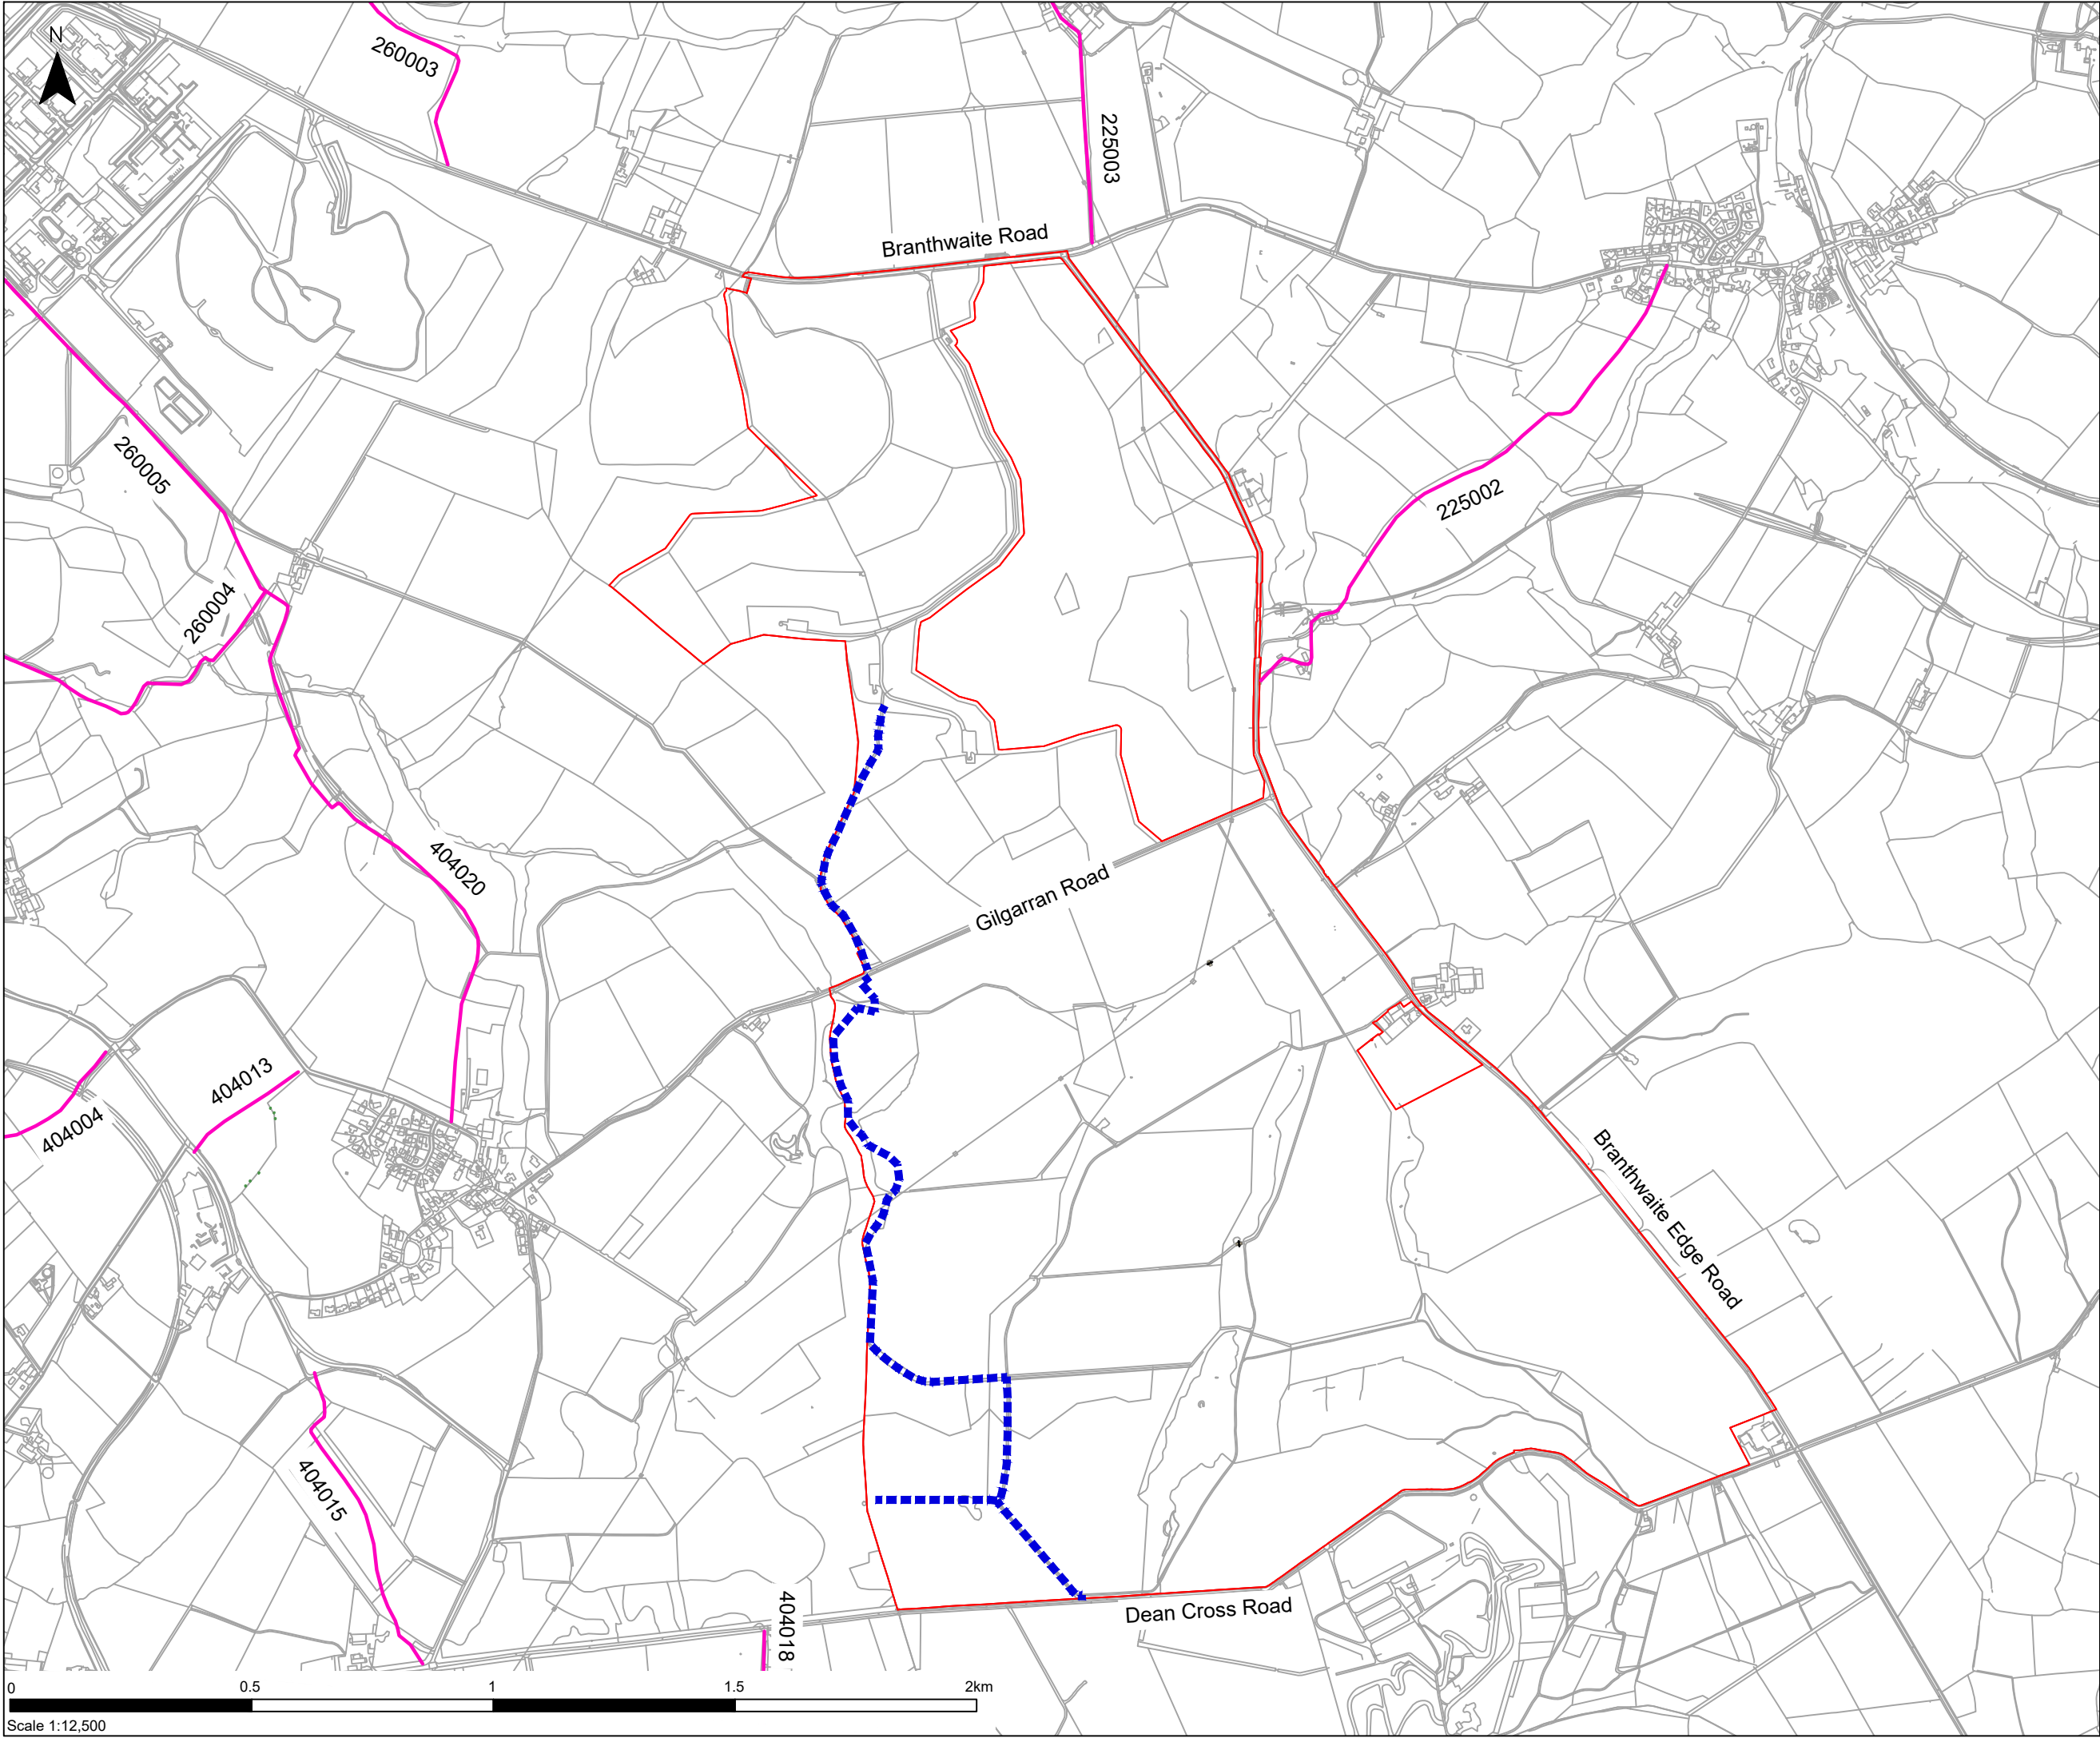 N
260003
225003
Branthwaite Road
260005
225002
260004
404020
Gilgarran Road
404013
404004
Branthwaite Edge Road
404015
404018
Dean Cross Road
0 0.5 1 1.5 2km
Scale 1:12,500